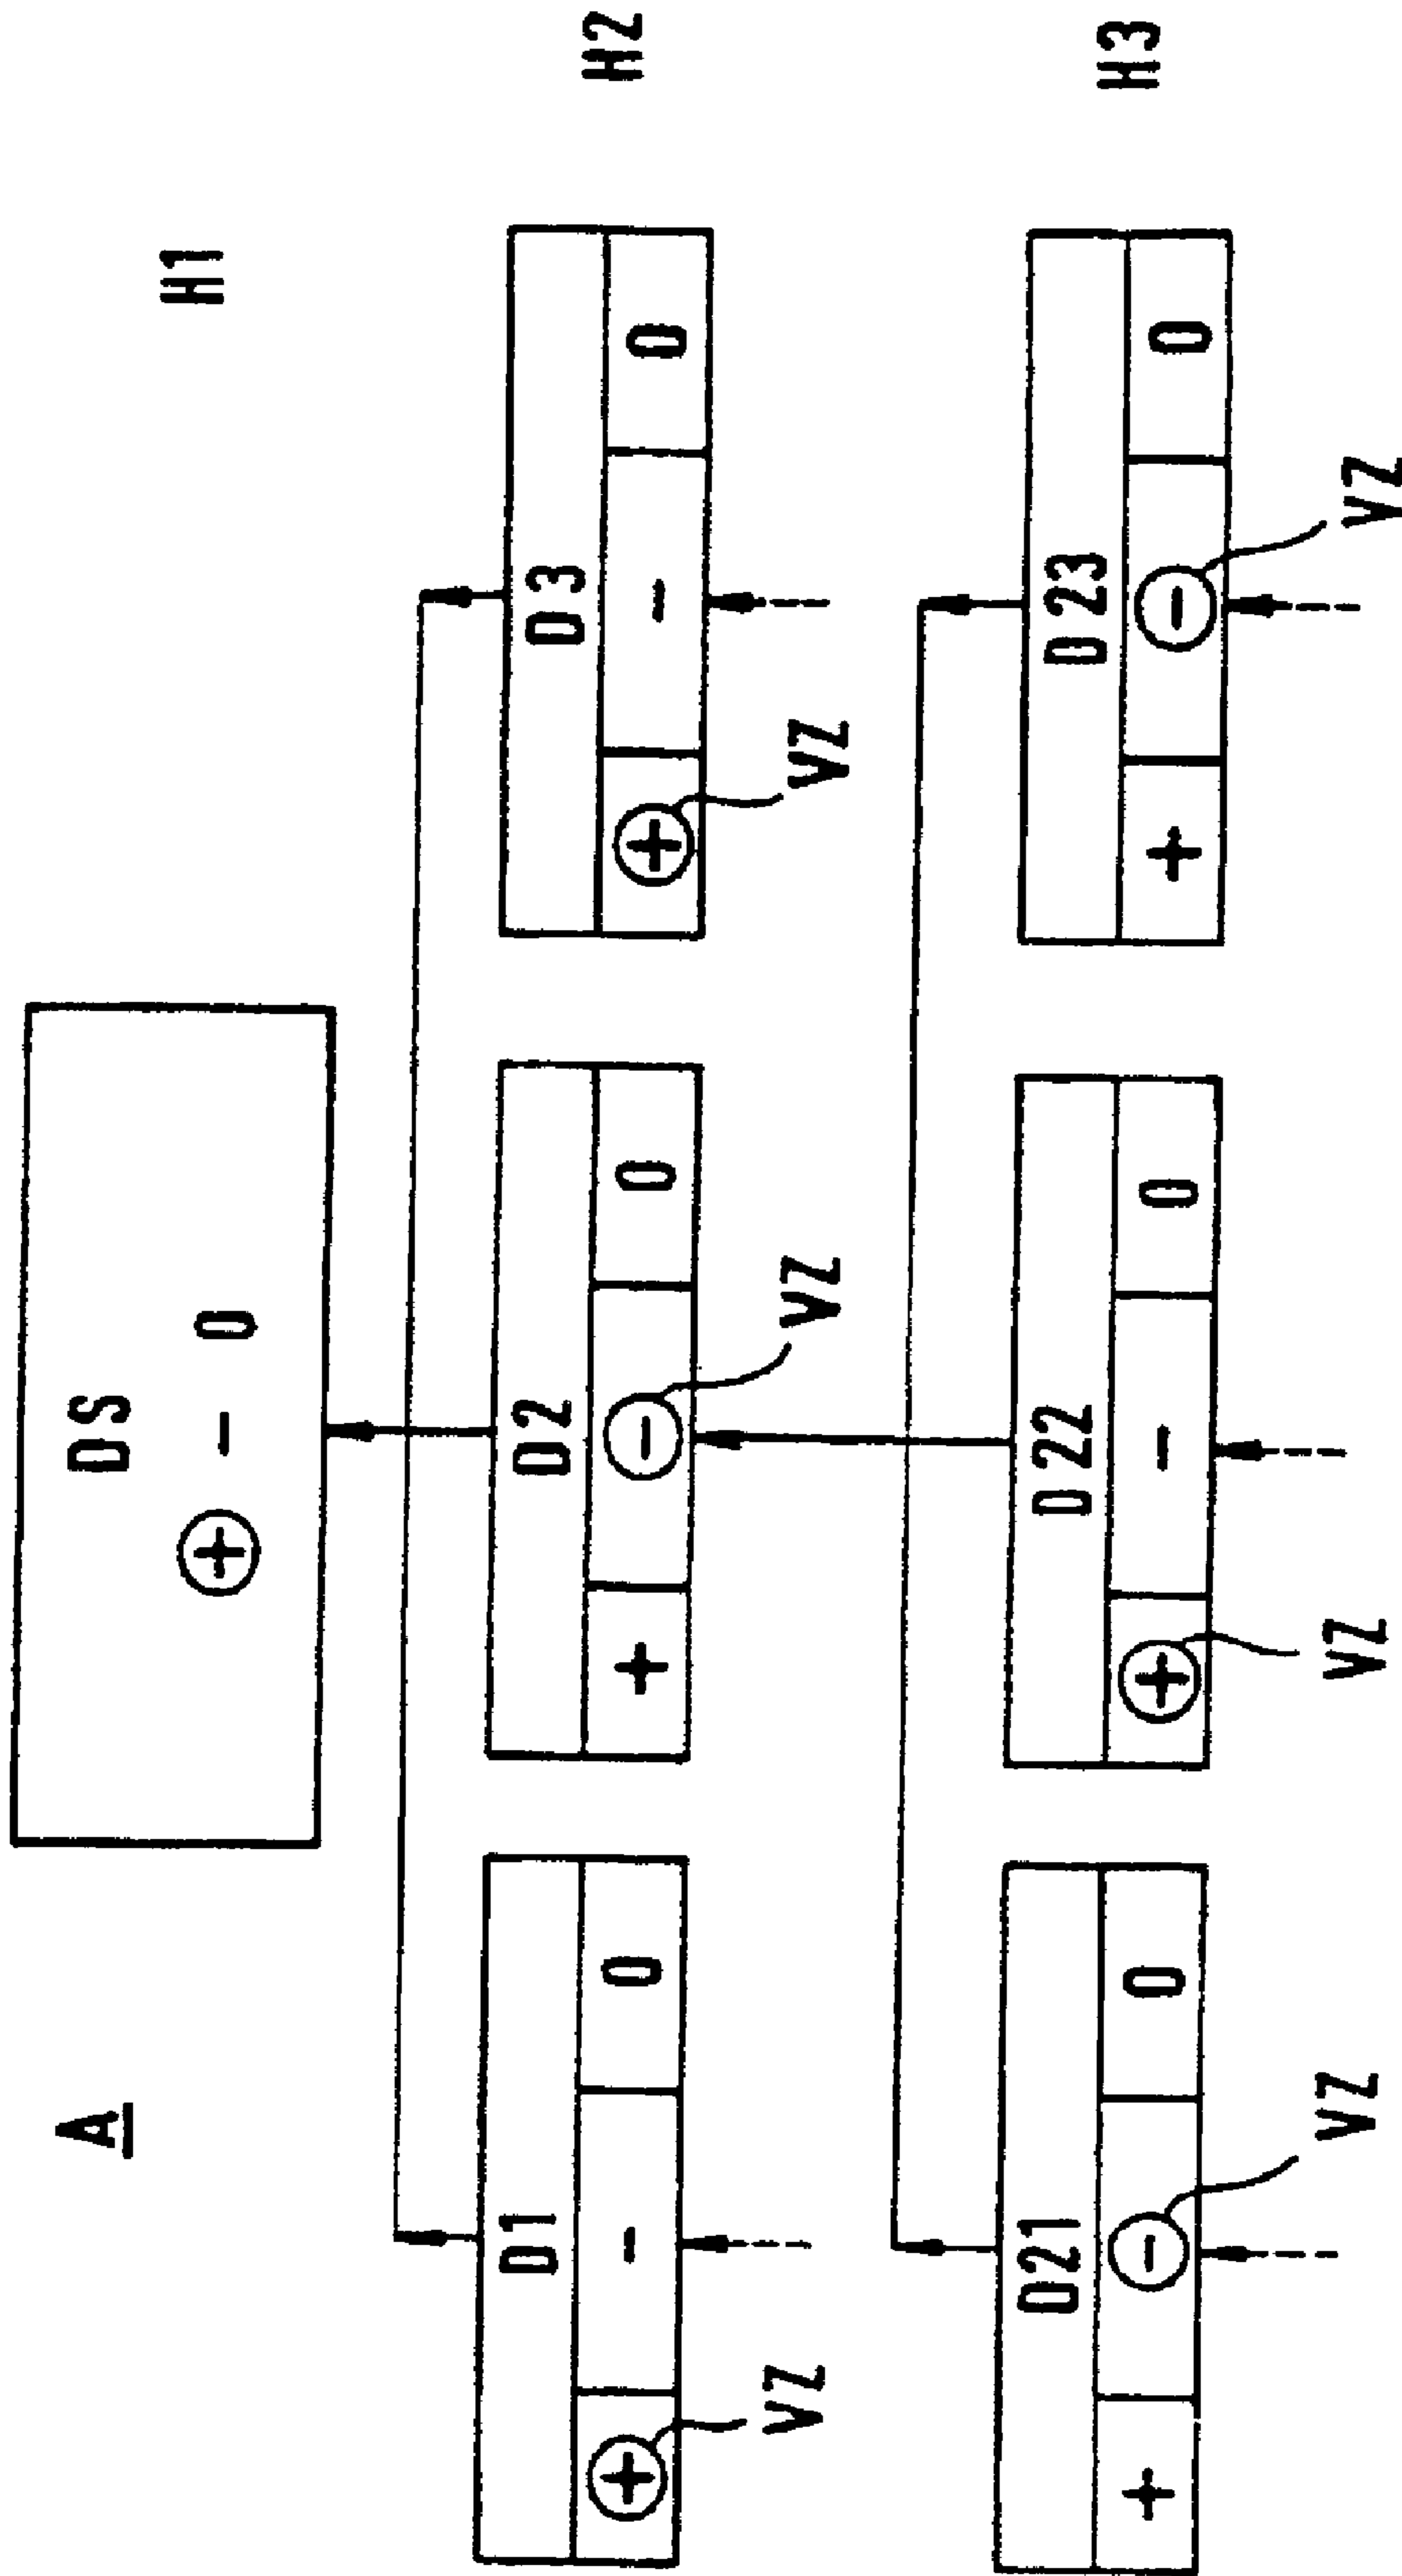 A
DS
H1
⊕ - 0
D1
D2
D3
H2
⊕ - 0
+ ⊖ 0
⊕ - 0
VZ
VZ
VZ
D21
D22
D23
H3
+ ⊖ 0
⊕ - 0
+ ⊖ 0
VZ
VZ
VZ